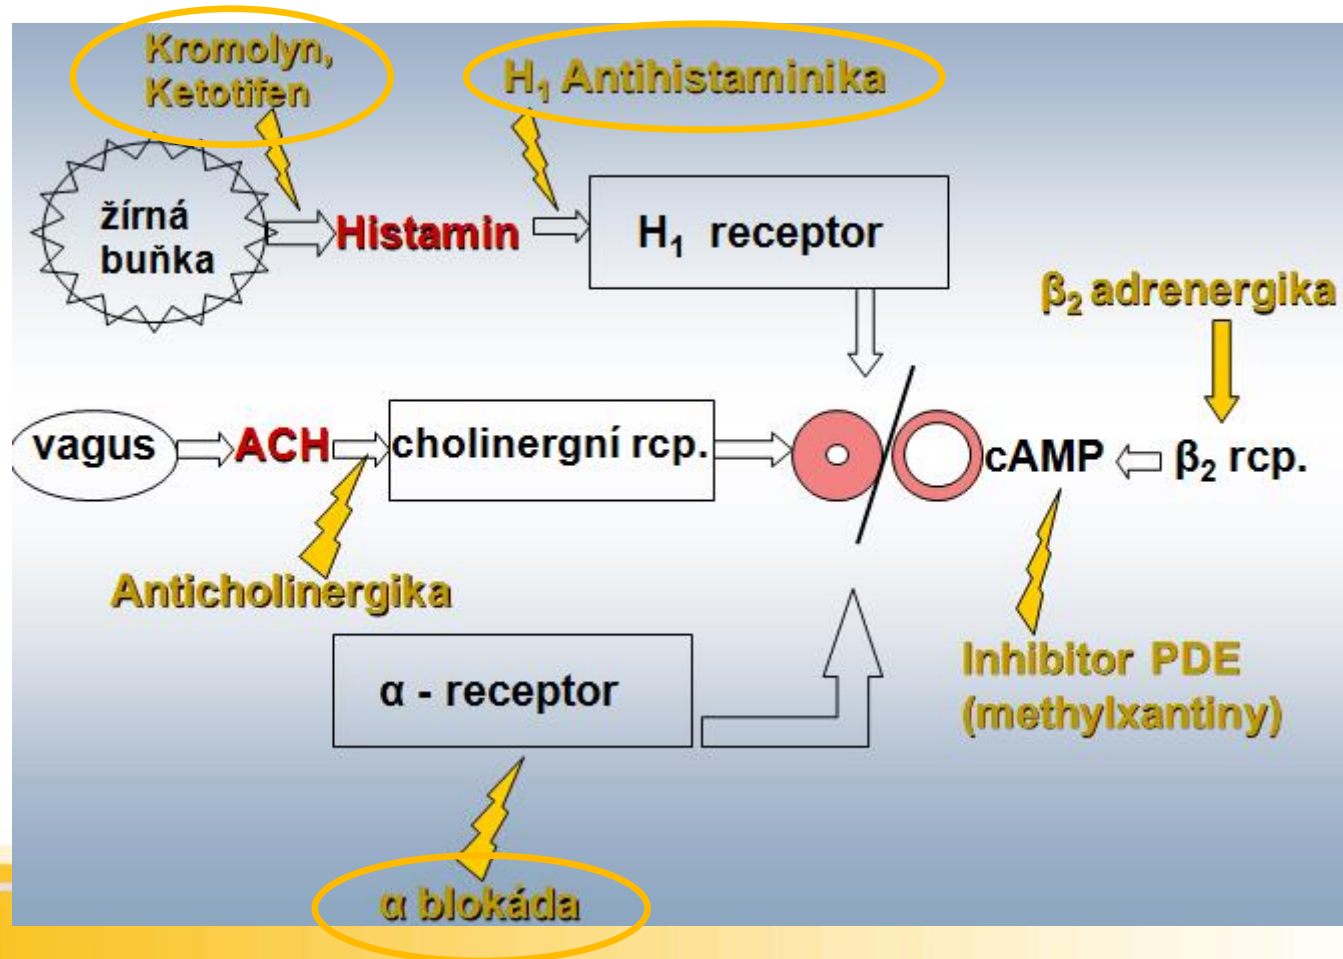 Kromolyn,
Ketotifen
H₁ Antihistaminika
žírná
buňka
Histamin
H₁ receptor
β₂ adrenergika
vagus
ACH
cholinergní rcp.
cAMP
β₂ rcp.
Anticholinergika
α - receptor
Inhibitor PDE
(methylxantiny)
α blokáda